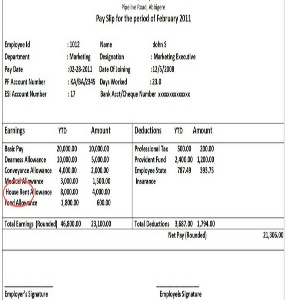 Pipeline Road, Abbigere
Pay Slip for the period of February 2011
Employee Id : 1012 Name : John S
Department : Marketing Designation : Marketing Executive
Pay Date : 02-28-2011 Date Of Joining : 12/5/2008
PF Account Number : KA/BA/2345 Days Worked : 23.0
ESI Account Number : 17 Bank Acct/Cheque Number xxxxxxxxxxxxx
Earnings YTD Amount Deductions YTD Amount
Basic Pay 20,000.00 10,000.00 Professional Tax 500.00 200.00
Dearness Allowance 10,000.00 5,000.00 Provident Fund 2,400.00 1,200.00
Conveyance Allowance 4,000.00 2,000.00 Employee State 787.49 393.75
Medical Allowance 3,000.00 1,500.00 Insurance
House Rent Allowance 8,000.00 4,000.00
Food Allowance 1,800.00 600.00
Total Earnings (Rounded) 46,800.00 23,100.00 Total Deductions 3,687.00 1,794.00
Net Pay (Rounded) 21,306.00
Employer's Signature Employee's Signature